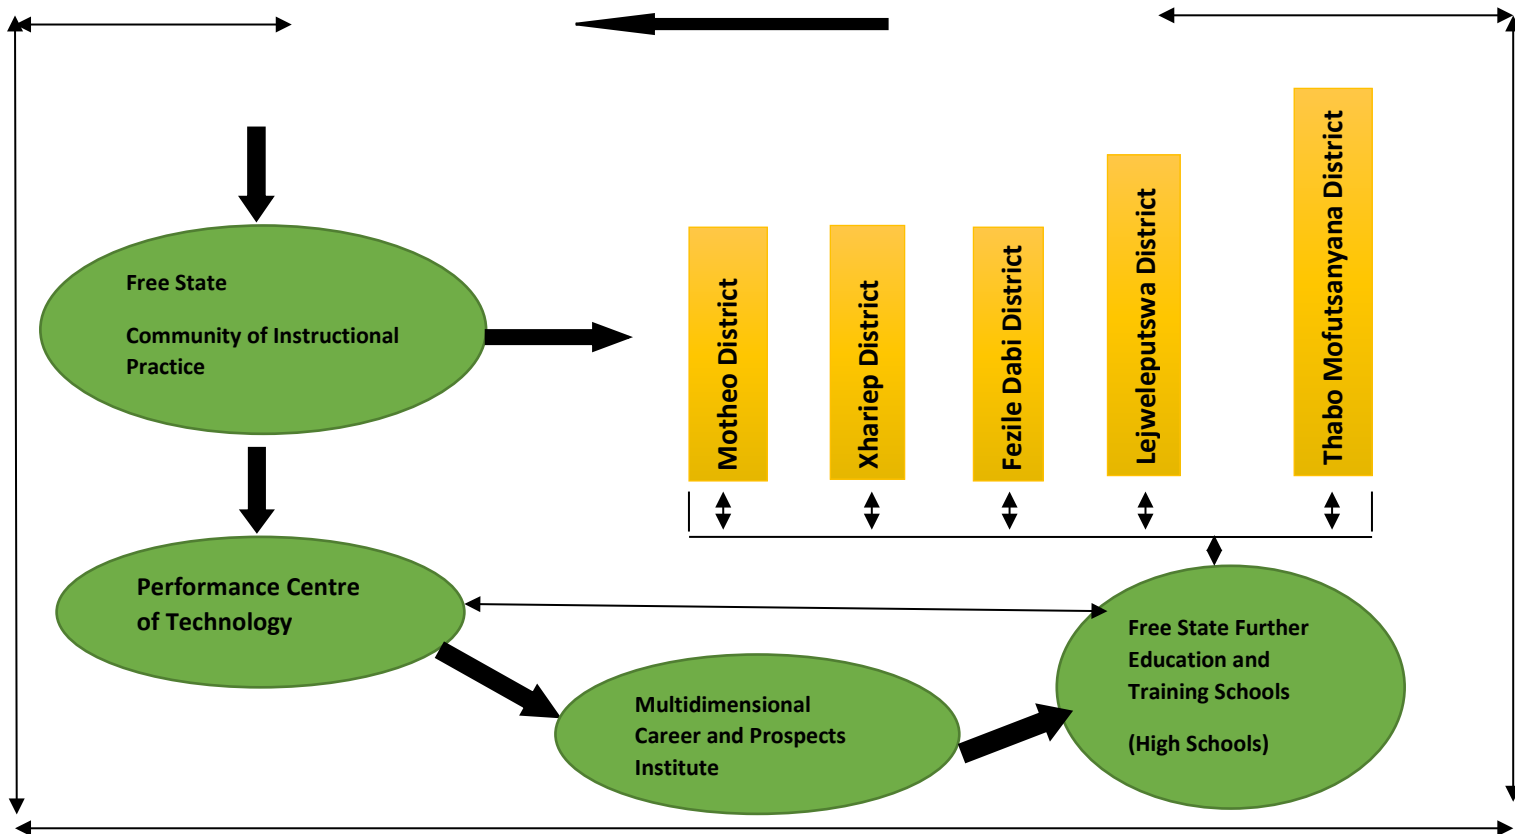 Free State
Community of Instructional
Practice
Motheo District
Xhariep District
Fezile Dabi District
Lejweleputswa District
Thabo Mofutsanyana District
Performance Centre
of Technology
Multidimensional
Career and Prospects
Institute
Free State Further
Education and
Training Schools
(High Schools)